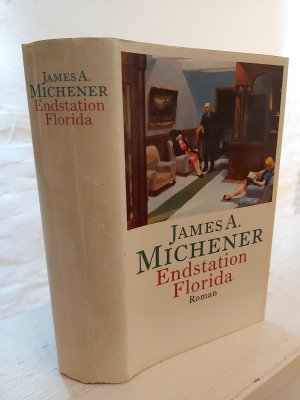 JAMES A.
MICHENER
Endstation
Florida
JAMES A.
MICHENER
Endstation
Florida
Roman